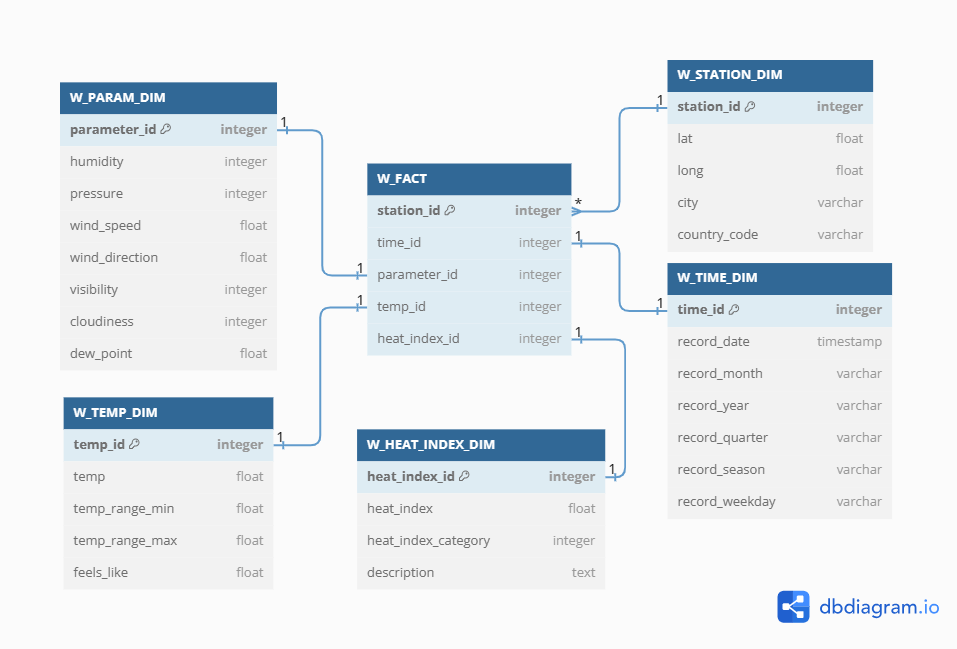 W_PARAM_DIM
parameter_id integer
humidity integer
pressure integer
wind_speed float
wind_direction float
visibility integer
cloudiness integer
dew_point float
W_TEMP_DIM
temp_id integer
temp float
temp_range_min float
temp_range_max float
feels_like float
W_FACT
station_id integer
time_id integer
parameter_id integer
temp_id integer
heat_index_id integer
W_HEAT_INDEX_DIM
heat_index_id integer
heat_index float
heat_index_category integer
description text
W_STATION_DIM
station_id integer
lat float
long float
city varchar
country_code varchar
W_TIME_DIM
time_id integer
record_date timestamp
record_month varchar
record_year varchar
record_quarter varchar
record_season varchar
record_weekday varchar
1
1
1
1
*
1
1
1
1
1
dbdiagram.io